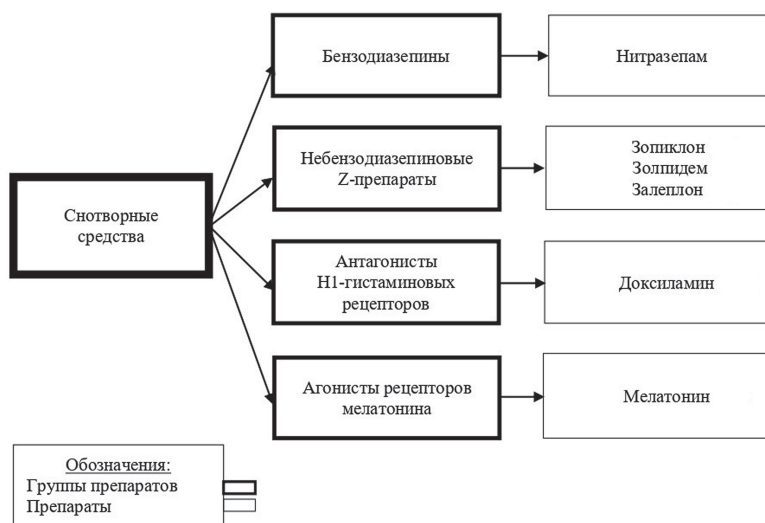 Снотворные
средства
Бензодиазепины
Нитразепам
Небензодиазепиновые
Z-препараты
Зопиклон
Золпидем
Залеплон
Антагонисты
Н1-гистаминовых
рецепторов
Доксиламин
Агонисты рецепторов
мелатонина
Мелатонин
Обозначения:
Группы препаратов
Препараты